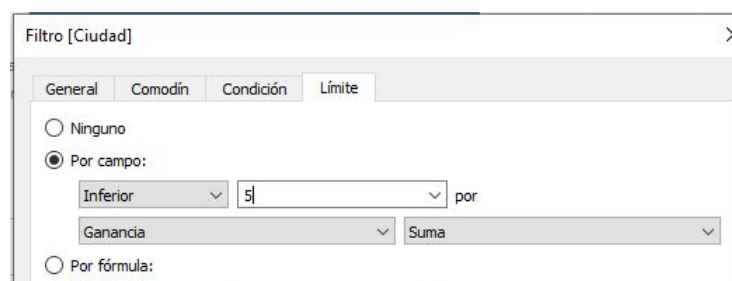 Filtro [Ciudad]
General Comodín Condición Límite
Ninguno
Por campo:
Inferior 5 por
Ganancia Suma
Por fórmula: